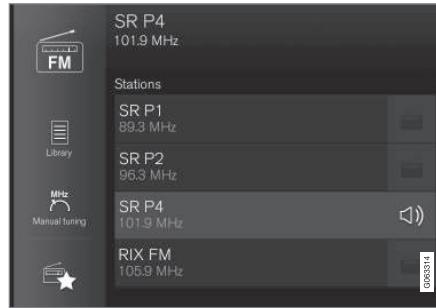 SR P4
101.9 MHz
FM
Stations
SR P1
89.3 MHz
Library
SR P2
96.3 MHz
MHz
Manual tuning
SR P4
101.9 MHz
RIX FM
105.9 MHz
G063314